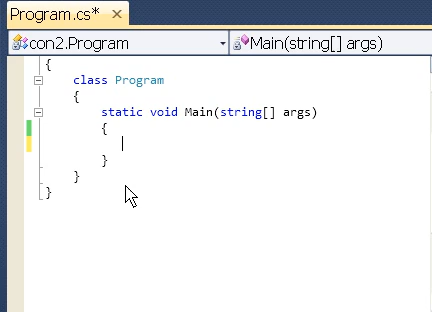 Program.cs* ×
con2.Program Main(string[] args)
{
class Program
{
static void Main(string[] args)
{
}
}
}